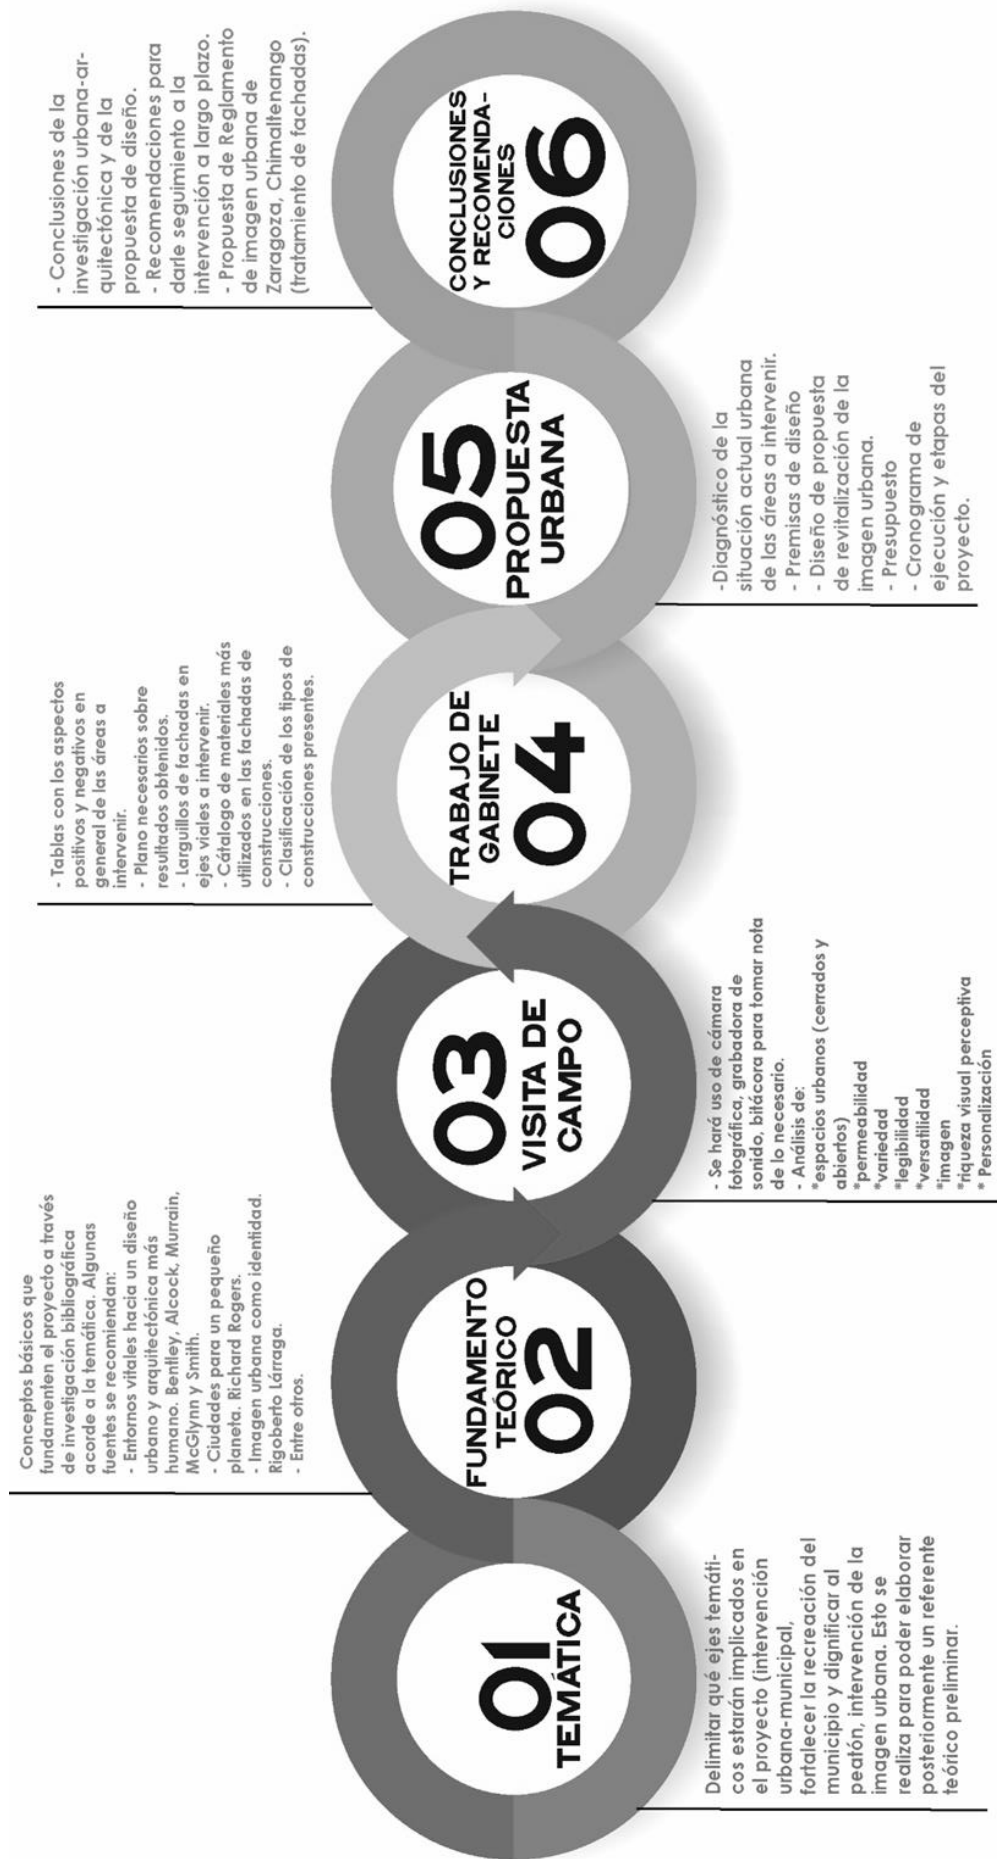 01
TEMÁTICA
Delimitar qué ejes temáti-
cos estarán implicados en
el proyecto (intervención
urbana-municipal,
fortalecer la recreación del
municipio y dignificar al
peatón, intervención de la
imagen urbana. Esto se
realiza para poder elaborar
posteriormente un referente
teórico preliminar.
Conceptos básicos que
fundamenten el proyecto a través
de investigación bibliográfica
acorde a la temática. Algunas
fuentes se recomiendan:
- Entornos vitales hacia un diseño
urbano y arquitectónica más
humano. Bentley, Alcock, Murrain,
McGlynn y Smith.
- Ciudades para un pequeño
planeta. Richard Rogers.
- Imagen urbana como identidad.
Rigoberto Lárraga.
- Entre otros.
FUNDAMENTO
TEÓRICO
02
03
VISITA DE
CAMPO
- Se hará uso de cámara
fotográfica, grabadora de
sonido, bitácora para tomar nota
de lo necesario.
- Análisis de:
*espacios urbanos (cerrados y
abiertos)
*permeabilidad
*variedad
*legibilidad
*versatilidad
*imagen
*riqueza visual perceptiva
* Personalización
- Tablas con los aspectos
positivos y negativos en
general de las áreas a
intervenir.
- Plano necesarios sobre
resultados obtenidos.
- Larguillos de fachadas en
ejes viales a intervenir.
- Cátalogo de materiales más
utilizados en las fachadas de
construcciones.
- Clasificación de los tipos de
construcciones presentes.
TRABAJO DE
GABINETE
04
05
PROPUESTA
URBANA
-Diagnóstico de la
situación actual urbana
de las áreas a intervenir.
- Premisas de diseño
- Diseño de propuesta
de revitalización de la
imagen urbana.
- Presupuesto
- Cronograma de
ejecución y etapas del
proyecto.
- Conclusiones de la
investigación urbana-ar-
quitectónica y de la
propuesta de diseño.
- Recomendaciones para
darle seguimiento a la
intervención a largo plazo.
- Propuesta de Reglamento
de imagen urbana de
Zaragoza, Chimaltenango
(tratamiento de fachadas).
CONCLUSIONES
Y RECOMENDA-
CIONES
06